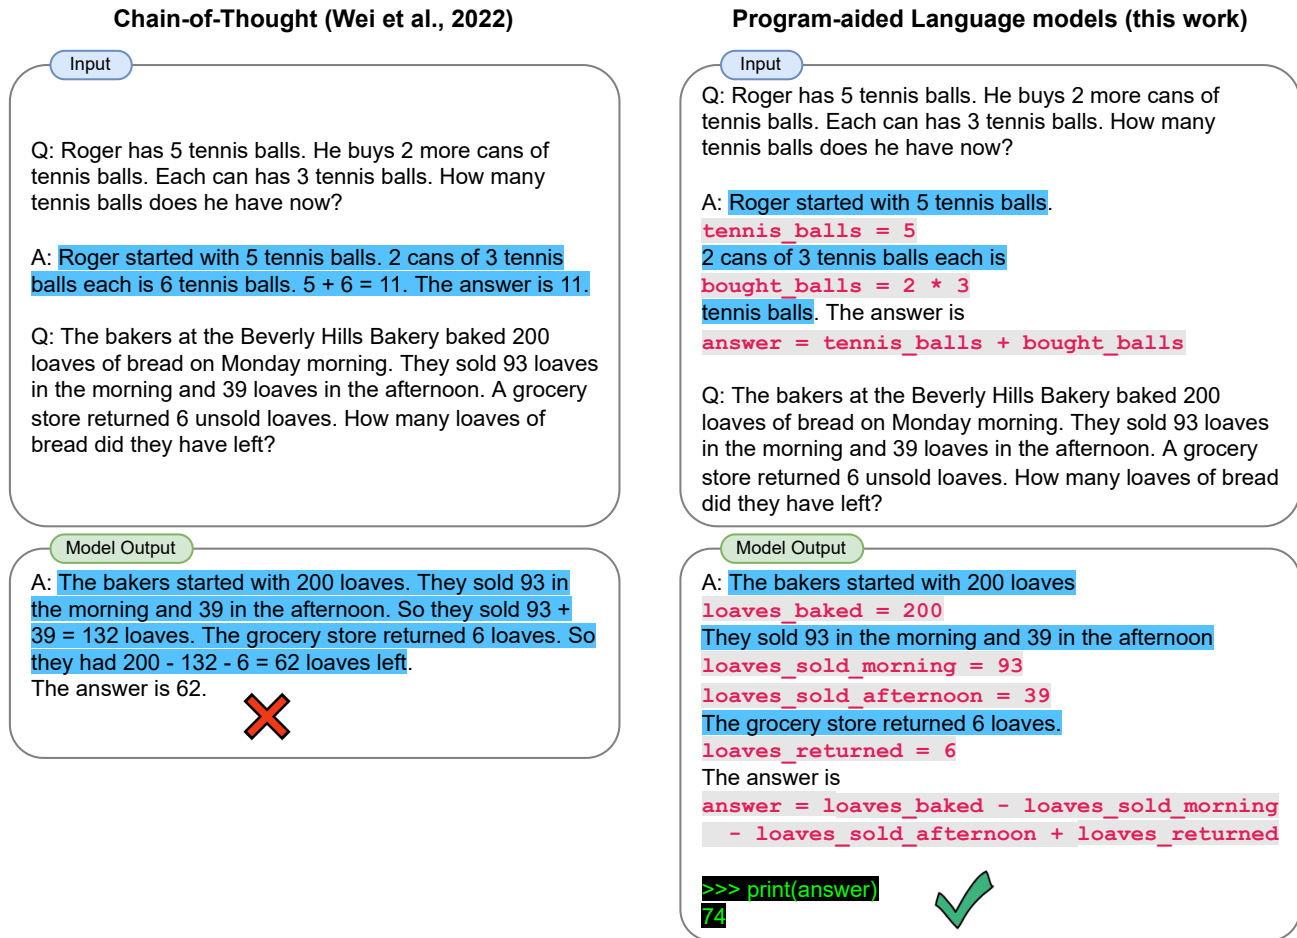 Chain-of-Thought (Wei et al., 2022)
Input
Q: Roger has 5 tennis balls. He buys 2 more cans of
tennis balls. Each can has 3 tennis balls. How many
tennis balls does he have now?
A: Roger started with 5 tennis balls. 2 cans of 3 tennis
balls each is 6 tennis balls. 5 + 6 = 11. The answer is 11.
Q: The bakers at the Beverly Hills Bakery baked 200
loaves of bread on Monday morning. They sold 93 loaves
in the morning and 39 loaves in the afternoon. A grocery
store returned 6 unsold loaves. How many loaves of
bread did they have left?
Model Output
A: The bakers started with 200 loaves. They sold 93 in
the morning and 39 in the afternoon. So they sold 93 +
39 = 132 loaves. The grocery store returned 6 loaves. So
they had 200 - 132 - 6 = 62 loaves left.
The answer is 62.
Program-aided Language models (this work)
Input
Q: Roger has 5 tennis balls. He buys 2 more cans of
tennis balls. Each can has 3 tennis balls. How many
tennis balls does he have now?
A: Roger started with 5 tennis balls.
tennis_balls = 5
2 cans of 3 tennis balls each is
bought_balls = 2 * 3
tennis balls. The answer is
answer = tennis_balls + bought_balls
Q: The bakers at the Beverly Hills Bakery baked 200
loaves of bread on Monday morning. They sold 93 loaves
in the morning and 39 loaves in the afternoon. A grocery
store returned 6 unsold loaves. How many loaves of bread
did they have left?
Model Output
A: The bakers started with 200 loaves
loaves_baked = 200
They sold 93 in the morning and 39 in the afternoon
loaves_sold_morning = 93
loaves_sold_afternoon = 39
The grocery store returned 6 loaves.
loaves_returned = 6
The answer is
answer = loaves_baked - loaves_sold_morning
- loaves_sold_afternoon + loaves_returned
>>> print(answer)
74